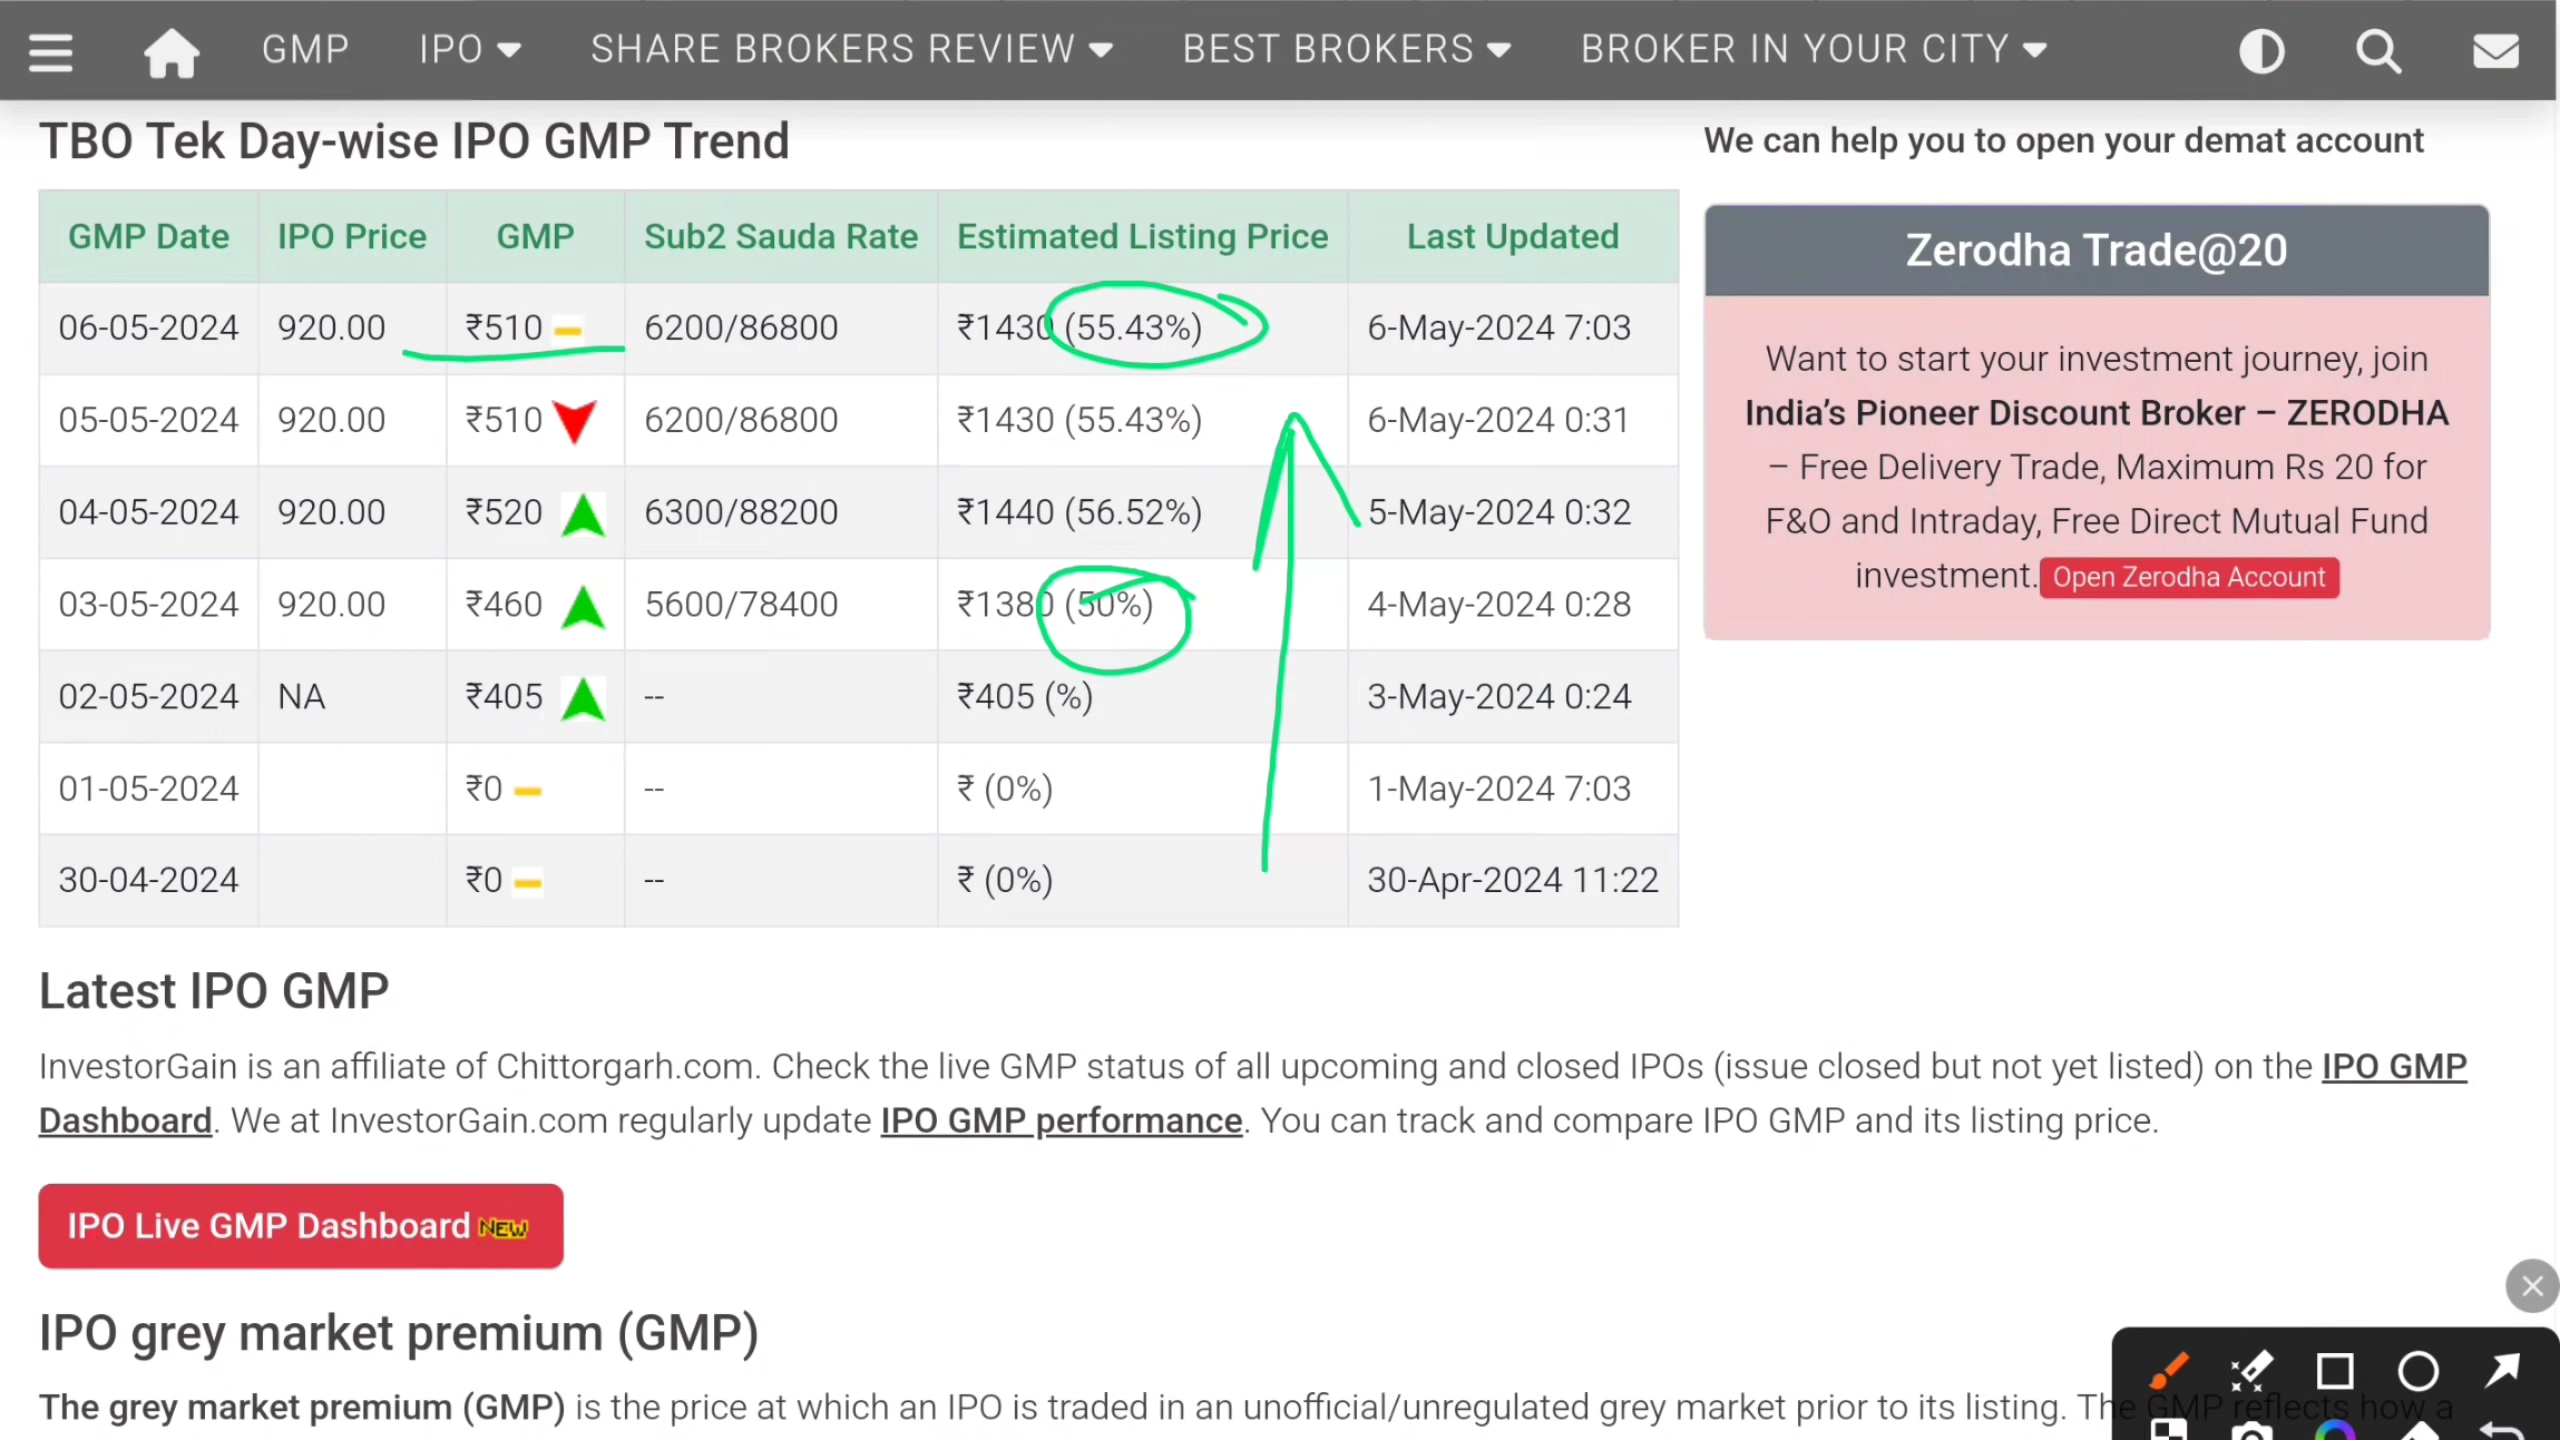 GMP IPO SHARE BROKERS REVIEW BEST BROKERS BROKER IN YOUR CITY
TBO Tek Day-wise IPO GMP Trend
GMP Date IPO Price GMP Sub2 Sauda Rate Estimated Listing Price Last Updated
06-05-2024 920.00 ₹510 6200/86800 ₹1430 (55.43%) 6-May-2024 7:03
05-05-2024 920.00 ₹510 6200/86800 ₹1430 (55.43%) 6-May-2024 0:31
04-05-2024 920.00 ₹520 6300/88200 ₹1440 (56.52%) 5-May-2024 0:32
03-05-2024 920.00 ₹460 5600/78400 ₹1380 (50%) 4-May-2024 0:28
02-05-2024 NA ₹405 -- ₹405 (%) 3-May-2024 0:24
01-05-2024 ₹0 -- ₹ (0%) 1-May-2024 7:03
30-04-2024 ₹0 -- ₹ (0%) 30-Apr-2024 11:22
We can help you to open your demat account
Zerodha Trade@20
Want to start your investment journey, join
India’s Pioneer Discount Broker – ZERODHA
– Free Delivery Trade, Maximum Rs 20 for
F&O and Intraday, Free Direct Mutual Fund
investment. Open Zerodha Account
Latest IPO GMP
InvestorGain is an affiliate of Chittorgarh.com. Check the live GMP status of all upcoming and closed IPOs (issue closed but not yet listed) on the IPO GMP
Dashboard. We at InvestorGain.com regularly update IPO GMP performance. You can track and compare IPO GMP and its listing price.
IPO Live GMP Dashboard NEW
IPO grey market premium (GMP)
The grey market premium (GMP) is the price at which an IPO is traded in an unofficial/unregulated grey market prior to its listing. The GMP reflects how a